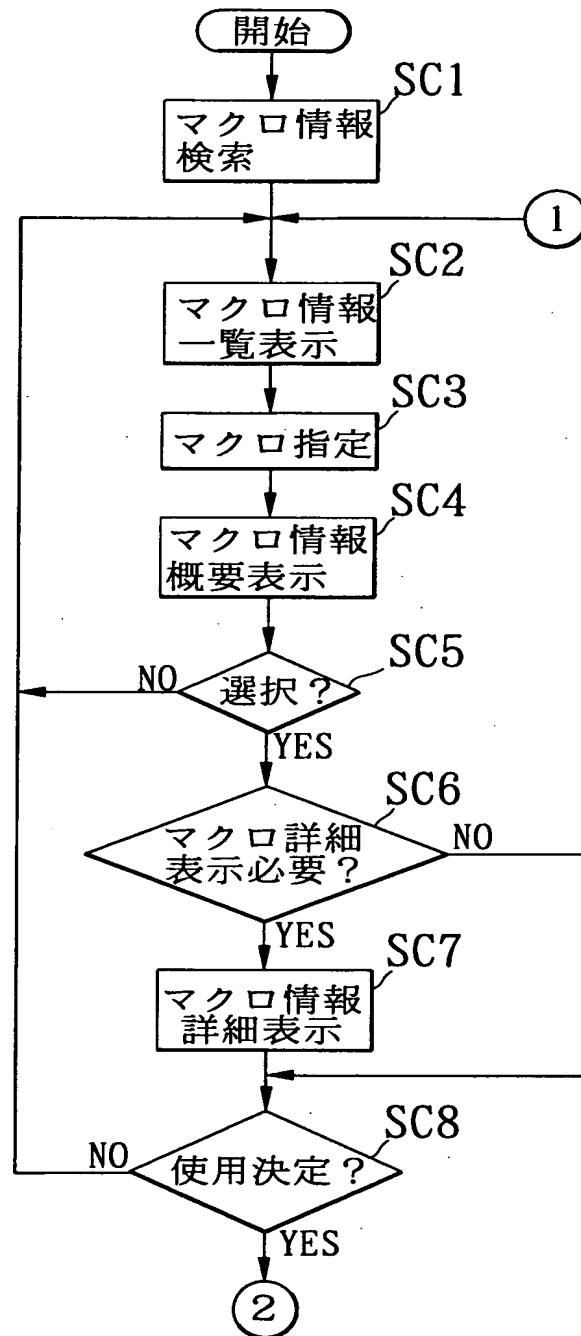 開始
SC1
マクロ情報
検索
1
SC2
マクロ情報
一覧表示
SC3
マクロ指定
SC4
マクロ情報
概要表示
SC5
NO
選択？
YES
SC6
マクロ詳細
表示必要？
NO
YES
SC7
マクロ情報
詳細表示
SC8
NO
使用決定？
YES
2